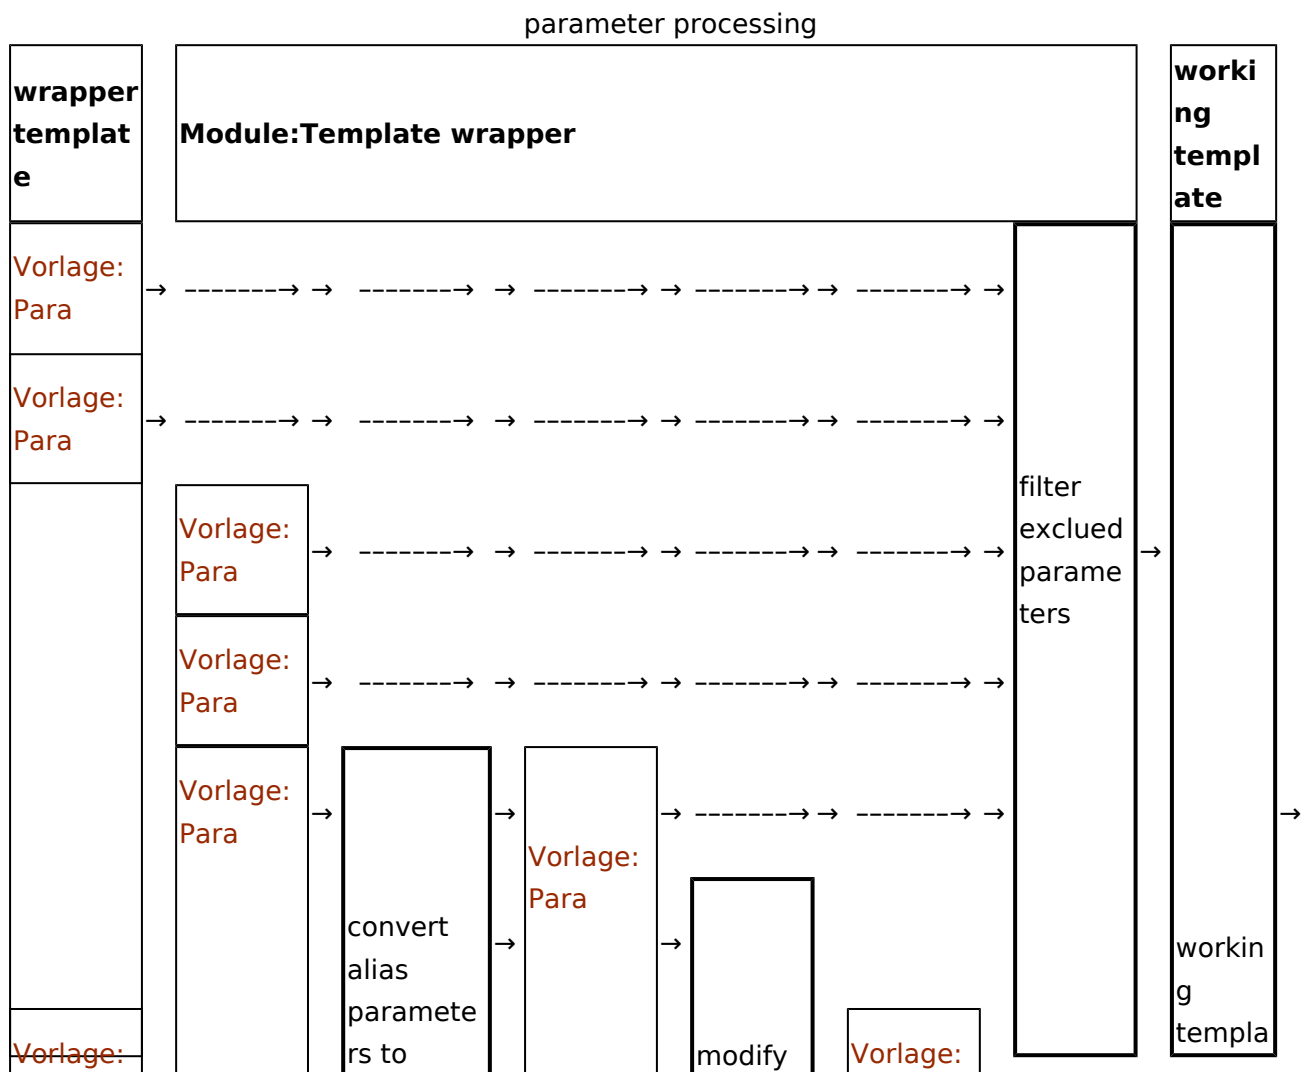 parameter processing
wrapper
templat
e
Module:Template wrapper
worki
ng
templ
ate
Vorlage:
Para
→ -------→ → -------→ → -------→ → -------→ → -------→ →
Vorlage:
Para
→ -------→ → -------→ → -------→ → -------→ → -------→ →
Vorlage:
Para
→ -------→ → -------→ → -------→ → -------→ →
Vorlage:
Para
→ -------→ → -------→ → -------→ → -------→ →
Vorlage:
Para
→
convert
alias
paramete
rs to
→
→
Vorlage:
Para
→ -------→ → -------→ →
→
modify
Vorlage:
filter
exclued
parame
ters
→
workin
g
templa
→
Vorlage: